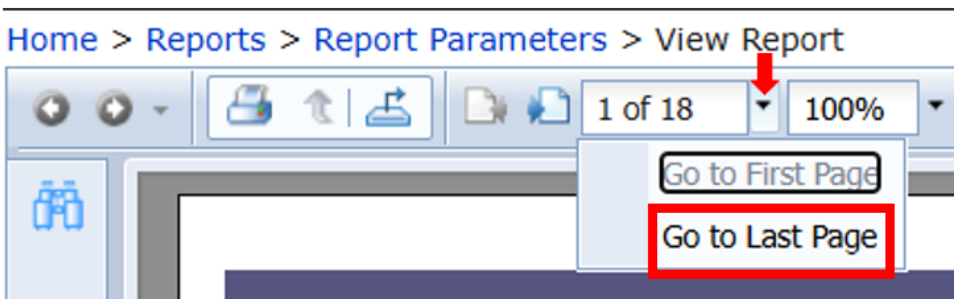 Home > Reports > Report Parameters > View Report
1 of 18 100%
Go to First Page
Go to Last Page